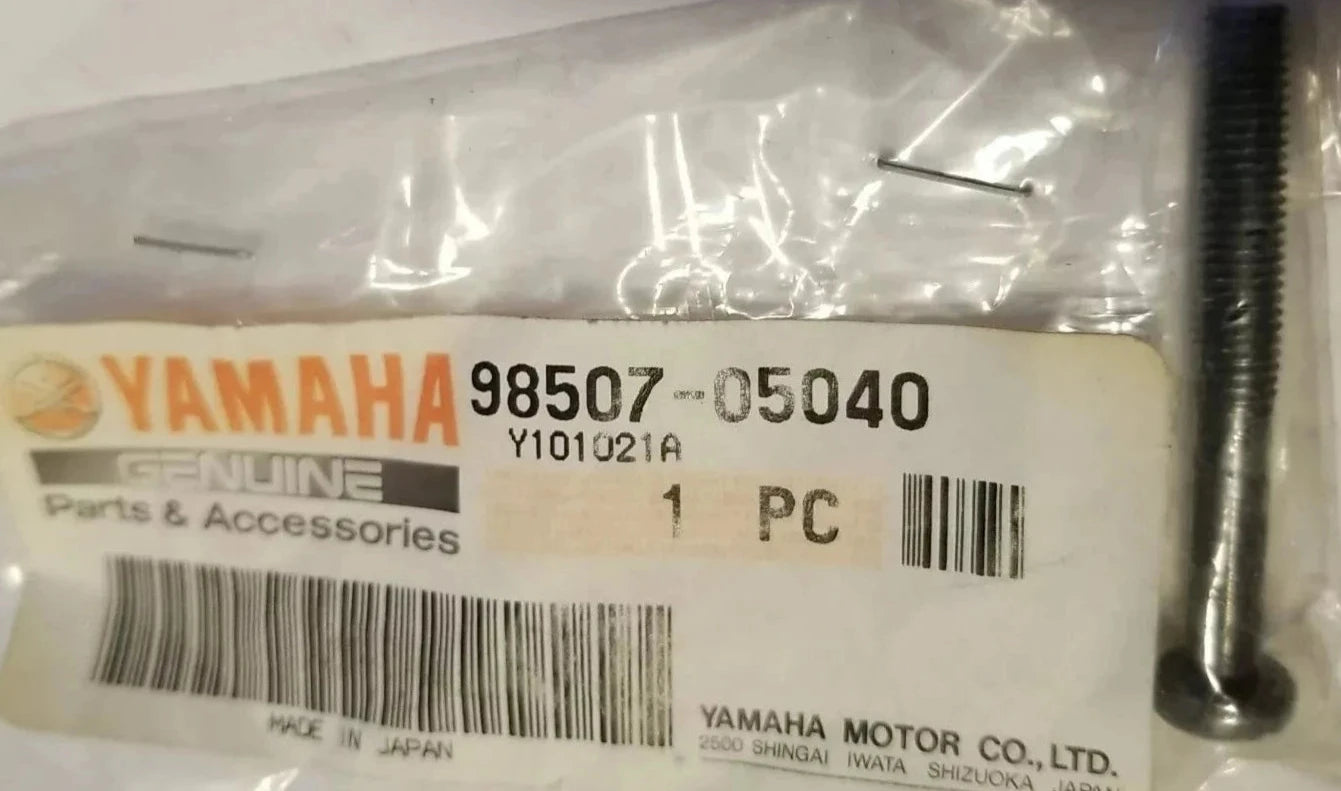 YAMAHA 98507-05040
Y101021A
GENUINE
Parts & Accessories
1 PC
MADE IN JAPAN
YAMAHA MOTOR CO., LTD.
2500 SHINGAI IWATA SHIZUOKA JAPAN